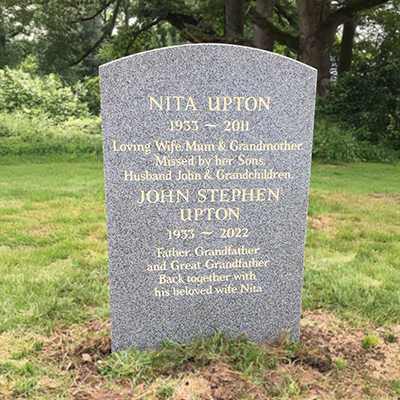 NITA UPTON
1933 ~ 2011
Loving Wife, Mum & Grandmother.
Missed by her Sons,
Husband John & Grandchildren.
JOHN STEPHEN
UPTON
1933 ~ 2022
Father, Grandfather
and Great Grandfather
Back together with
his beloved wife Nita